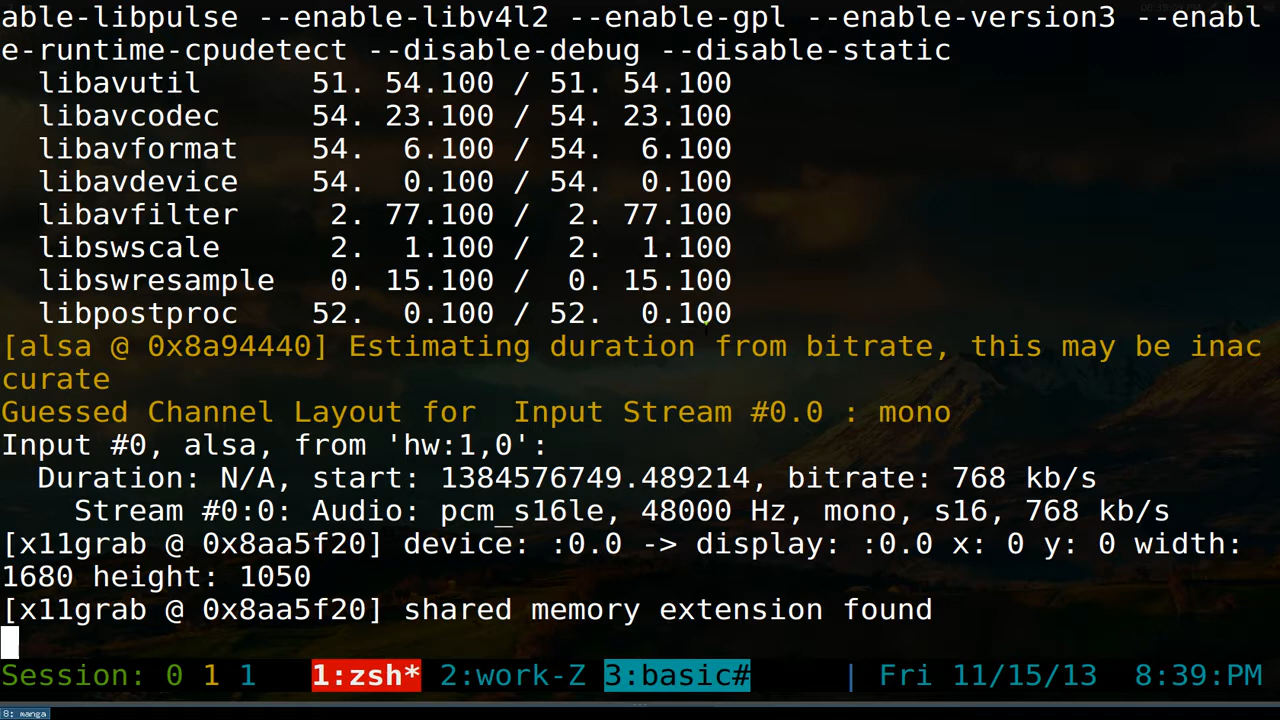 able-libpulse --enable-libv4l2 --enable-gpl --enable-version3 --enabl
e-runtime-cpudetect --disable-debug --disable-static
  libavutil      51. 54.100 / 51. 54.100
  libavcodec     54. 23.100 / 54. 23.100
  libavformat    54.  6.100 / 54.  6.100
  libavdevice    54.  0.100 / 54.  0.100
  libavfilter     2. 77.100 /  2. 77.100
  libswscale      2.  1.100 /  2.  1.100
  libswresample   0. 15.100 /  0. 15.100
  libpostproc    52.  0.100 / 52.  0.100
[alsa @ 0x8a94440] Estimating duration from bitrate, this may be inac
curate
Guessed Channel Layout for  Input Stream #0.0 : mono
Input #0, alsa, from 'hw:1,0':
  Duration: N/A, start: 1384576749.489214, bitrate: 768 kb/s
    Stream #0:0: Audio: pcm_s16le, 48000 Hz, mono, s16, 768 kb/s
[x11grab @ 0x8aa5f20] device: :0.0 -> display: :0.0 x: 0 y: 0 width:
1680 height: 1050
[x11grab @ 0x8aa5f20] shared memory extension found
Session: 0 1 1   1:zsh* 2:work-Z 3:basic#     | Fri 11/15/13  8:39:PM
8: manga